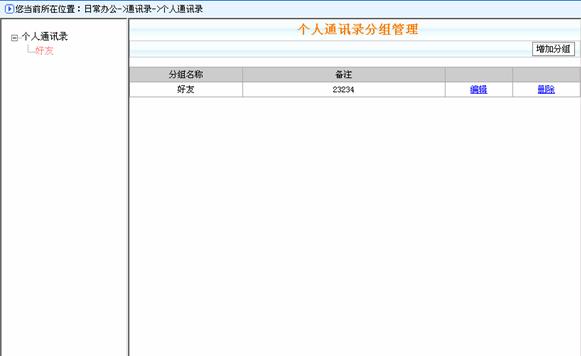 您当前所在位置：日常办公->通讯录->个人通讯录
个人通讯录
好友
个人通讯录分组管理
增加分组
分组名称 备注
好友 23234 编辑 删除